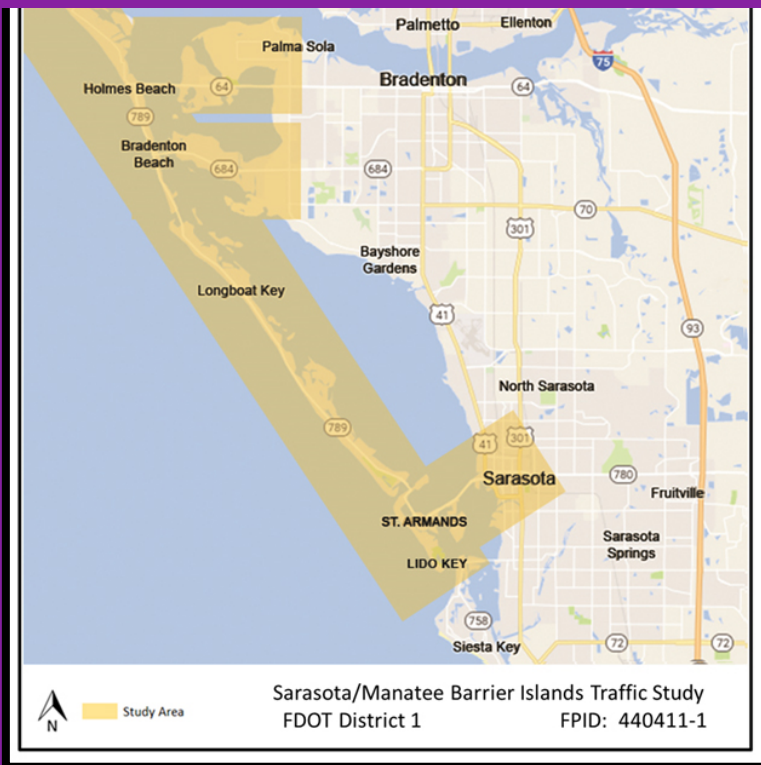 Palmetto
Ellenton
Palma Sola
75
Bradenton
Holmes Beach
64
64
789
Bradenton
Beach
684
684
70
301
Bayshore
Gardens
Longboat Key
41
93
North Sarasota
789
41
301
Sarasota
780
Fruitville
ST. ARMANDS
Sarasota
Springs
LIDO KEY
758
Siesta Key
72
72
N
Study Area
Sarasota/Manatee Barrier Islands Traffic Study
FDOT District 1 FPID: 440411-1